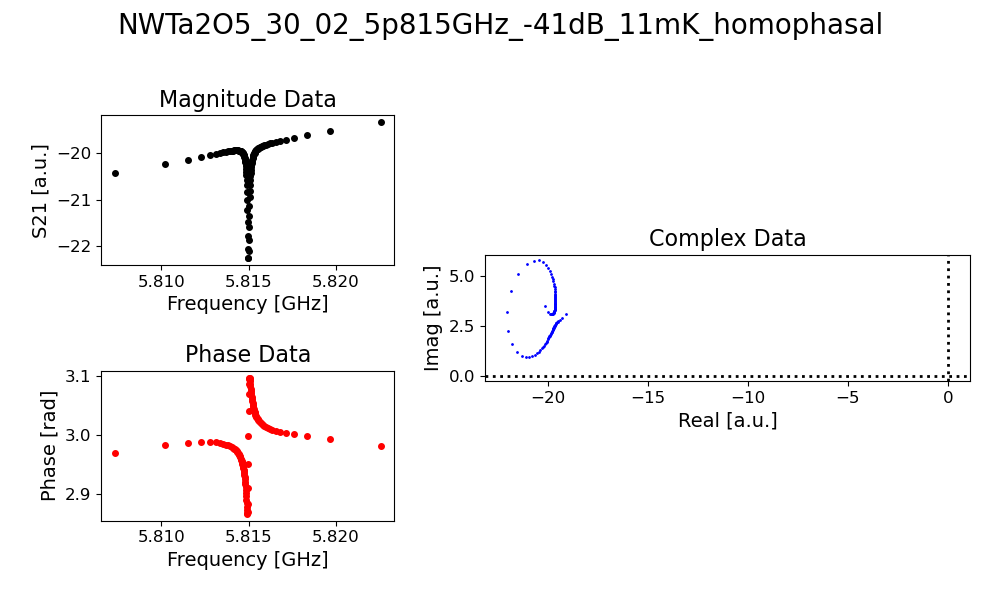 NWTa2O5_30_02_5p815GHz_-41dB_11mK_homophasal
Magnitude Data
S21 [a.u.]
−20
−21
−22
5.810 5.815 5.820
Frequency [GHz]
Phase Data
Phase [rad]
3.1
3.0
2.9
5.810 5.815 5.820
Frequency [GHz]
Complex Data
Imag [a.u.]
5.0
2.5
0.0
−20 −15 −10 −5 0
Real [a.u.]